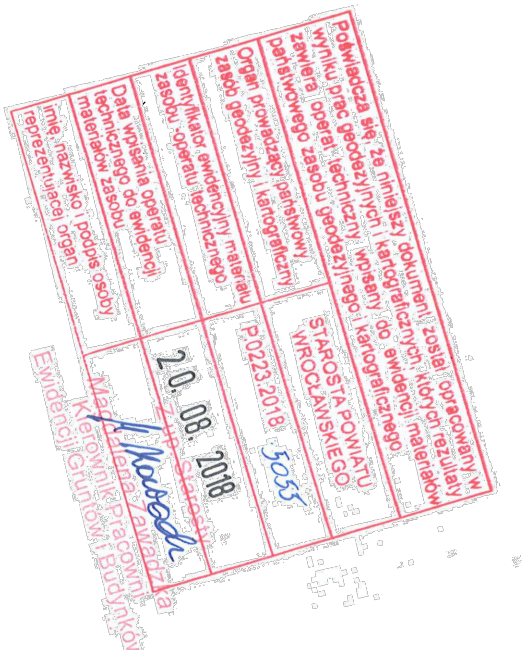 Poświadcza się, że niniejszy dokument został opracowany w
wyniku prac geodezyjnych i kartograficznych, których rezultaty
zawiera operat techniczny wpisany do ewidencji materiałów
państwowego zasobu geodezyjnego i kartograficznego
Organ prowadzący państwowy
zasób geodezyjny i kartograficzny
STAROSTA POWIATU
WROCŁAWSKIEGO
Identyfikator ewidencyjny materiału
zasobu - operatu technicznego
P.0223.2018.5055
Data wpisania operatu
technicznego do ewidencji
materiałów zasobu
20. 08. 2018
Imię, nazwisko i podpis osoby
reprezentującej organ
Z up. Starosty
Zawadzka
Kierownik Pracowni
Ewidencji Gruntów i Budynków